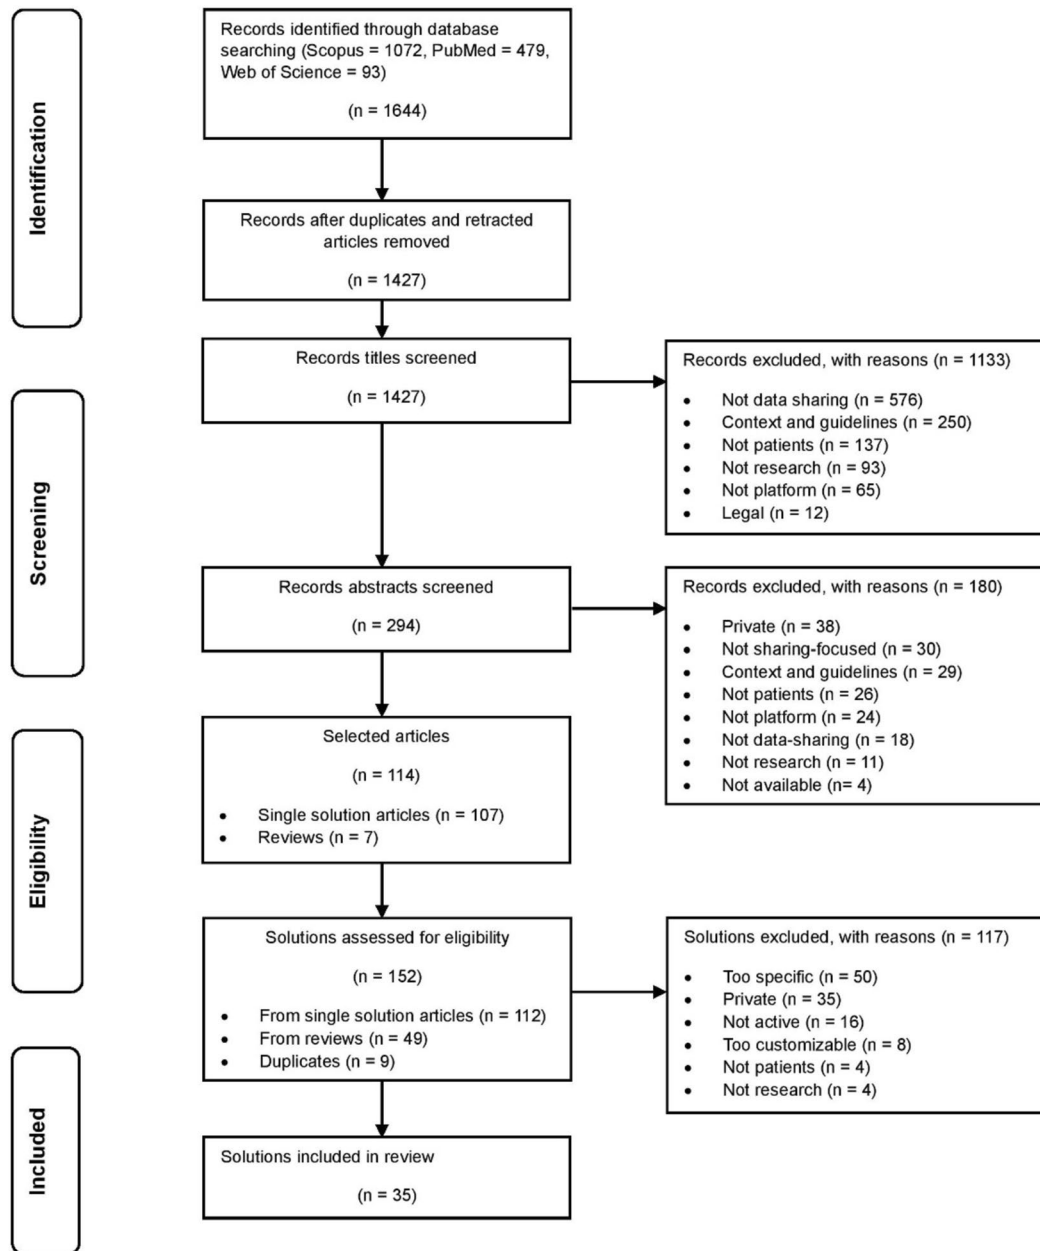 Identification
Records identified through database
searching (Scopus = 1072, PubMed = 479,
Web of Science = 93)
(n = 1644)
Records after duplicates and retracted
articles removed
(n = 1427)
Screening
Records titles screened
(n = 1427)
Records excluded, with reasons (n = 1133)
• Not data sharing (n = 576)
• Context and guidelines (n = 250)
• Not patients (n = 137)
• Not research (n = 93)
• Not platform (n = 65)
• Legal (n = 12)
Records abstracts screened
(n = 294)
Records excluded, with reasons (n = 180)
• Private (n = 38)
• Not sharing-focused (n = 30)
• Context and guidelines (n = 29)
• Not patients (n = 26)
• Not platform (n = 24)
• Not data-sharing (n = 18)
• Not research (n = 11)
• Not available (n= 4)
Eligibility
Selected articles
(n = 114)
• Single solution articles (n = 107)
• Reviews (n = 7)
Solutions assessed for eligibility
(n = 152)
• From single solution articles (n = 112)
• From reviews (n = 49)
• Duplicates (n = 9)
Solutions excluded, with reasons (n = 117)
• Too specific (n = 50)
• Private (n = 35)
• Not active (n = 16)
• Too customizable (n = 8)
• Not patients (n = 4)
• Not research (n = 4)
Included
Solutions included in review
(n = 35)